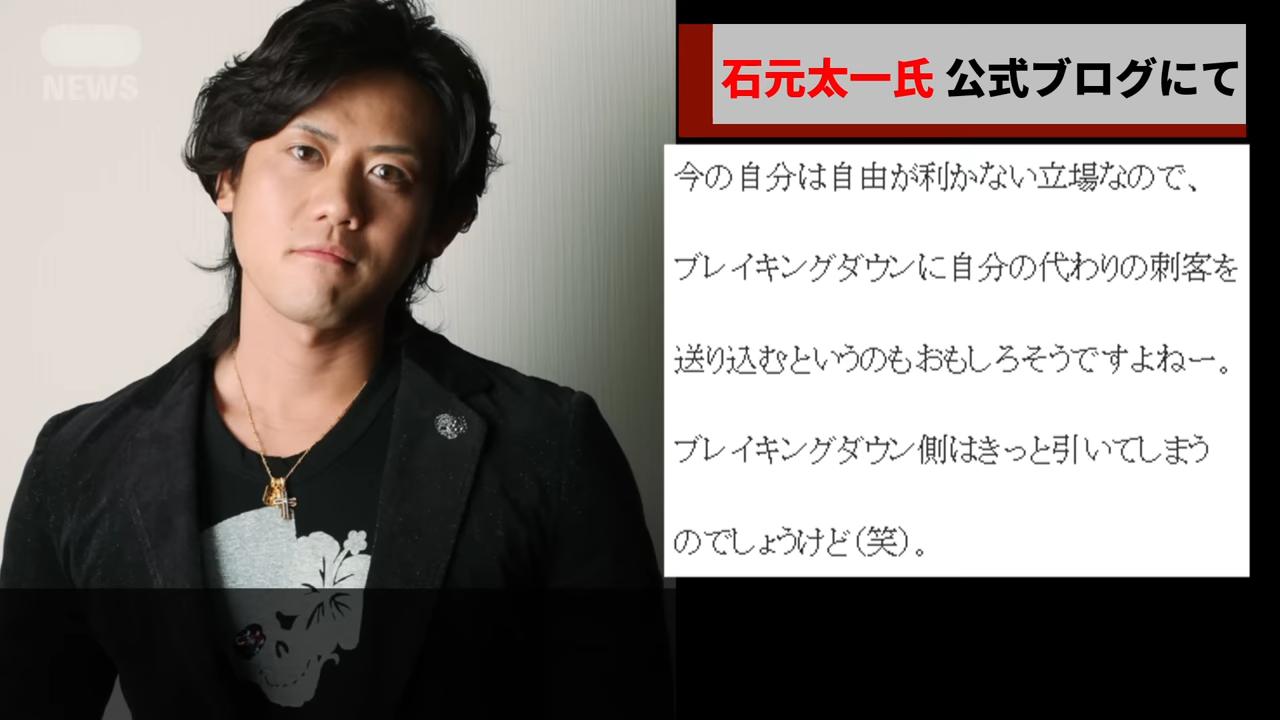 NEWS
石元太一氏 公式ブログにて
今の自分は自由が利かない立場なので、
ブレイキングダウンに自分の代わりの刺客を
送り込むというのもおもしろそうですよねー。
ブレイキングダウン側はきっと引いてしまう
のでしょうけど(笑)。